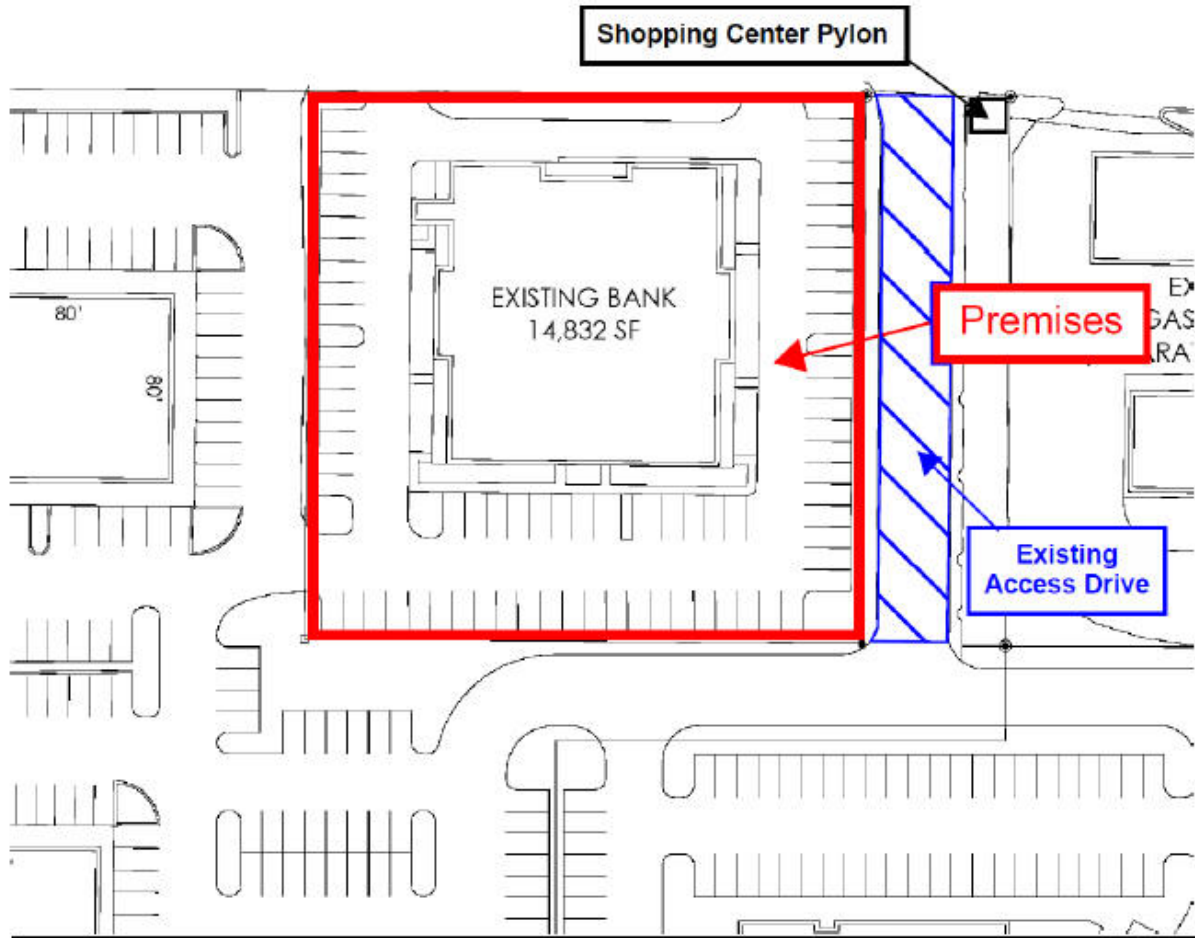 Shopping Center Pylon
EXISTING BANK
14,832 SF
Premises
80'
80'
Existing
Access Drive